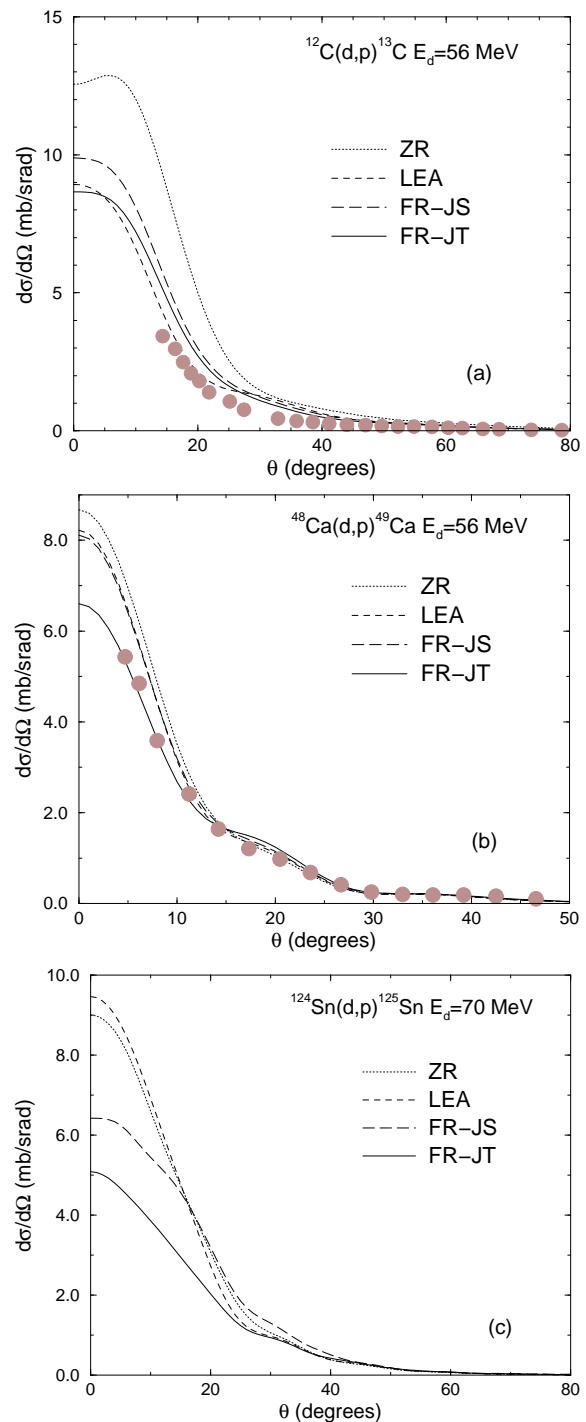 15
¹²C(d,p)¹³C E_d=56 MeV
ZR
10
LEA
FR−JS
FR−JT
dσ/dΩ (mb/srad)
5
(a)
0
0 20 40 60 80
θ (degrees)
⁴⁸Ca(d,p)⁴⁹Ca E_d=56 MeV
8.0
ZR
LEA
FR−JS
FR−JT
6.0
dσ/dΩ (mb/srad)
4.0
2.0
(b)
0.0
0 10 20 30 40 50
θ (degrees)
10.0
¹²⁴Sn(d,p)¹²⁵Sn E_d=70 MeV
8.0
ZR
LEA
FR−JS
FR−JT
6.0
dσ/dΩ (mb/srad)
4.0
2.0
(c)
0.0
0 20 40 60 80
θ (degrees)